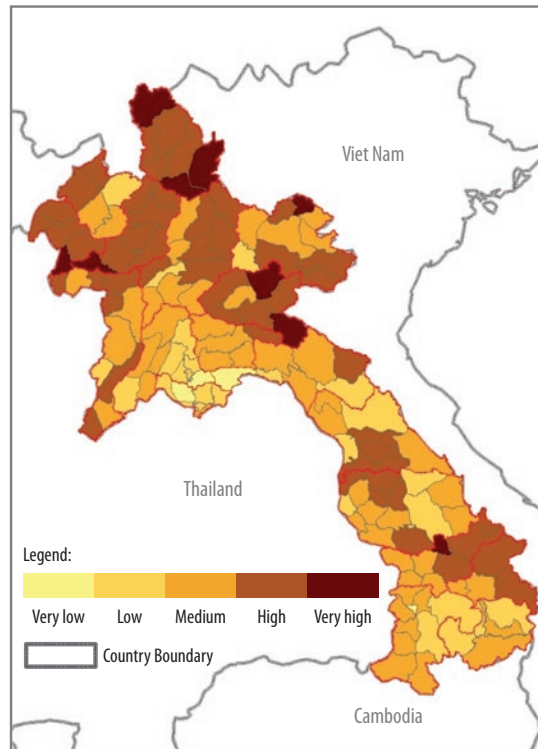 Viet Nam
Thailand
Legend:
Very low Low Medium High Very high
Country Boundary
Cambodia